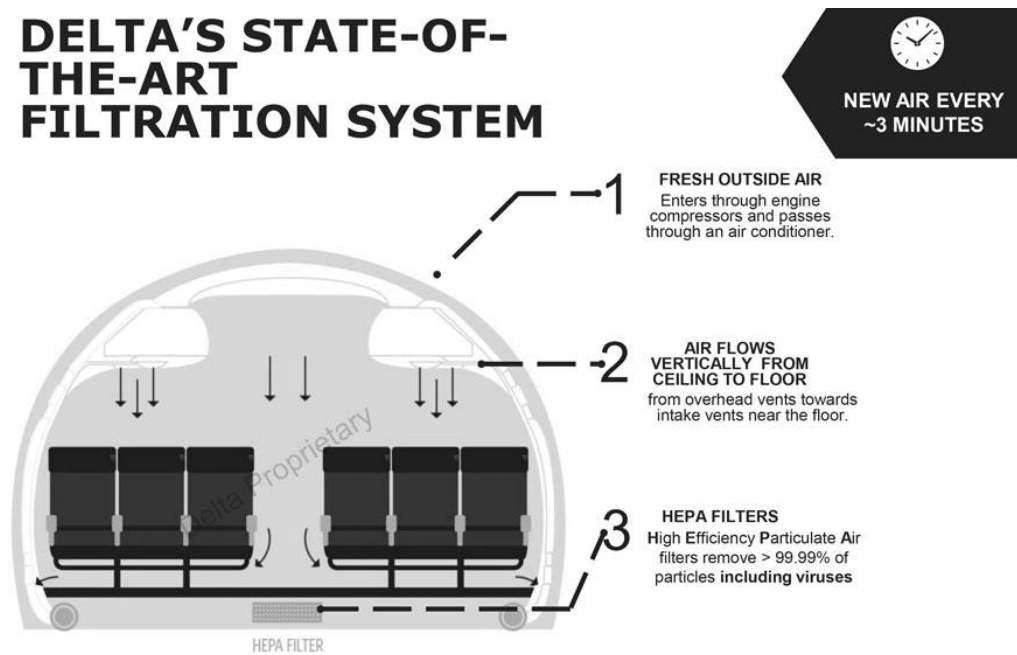 DELTA'S STATE-OF-
THE-ART
FILTRATION SYSTEM
NEW AIR EVERY
~3 MINUTES
1
FRESH OUTSIDE AIR
Enters through engine
compressors and passes
through an air conditioner.
2
AIR FLOWS
VERTICALLY FROM
CEILING TO FLOOR
from overhead vents towards
intake vents near the floor.
Delta Proprietary
3
HEPA FILTERS
High Efficiency Particulate Air
filters remove > 99.99% of
particles including viruses
HEPA FILTER